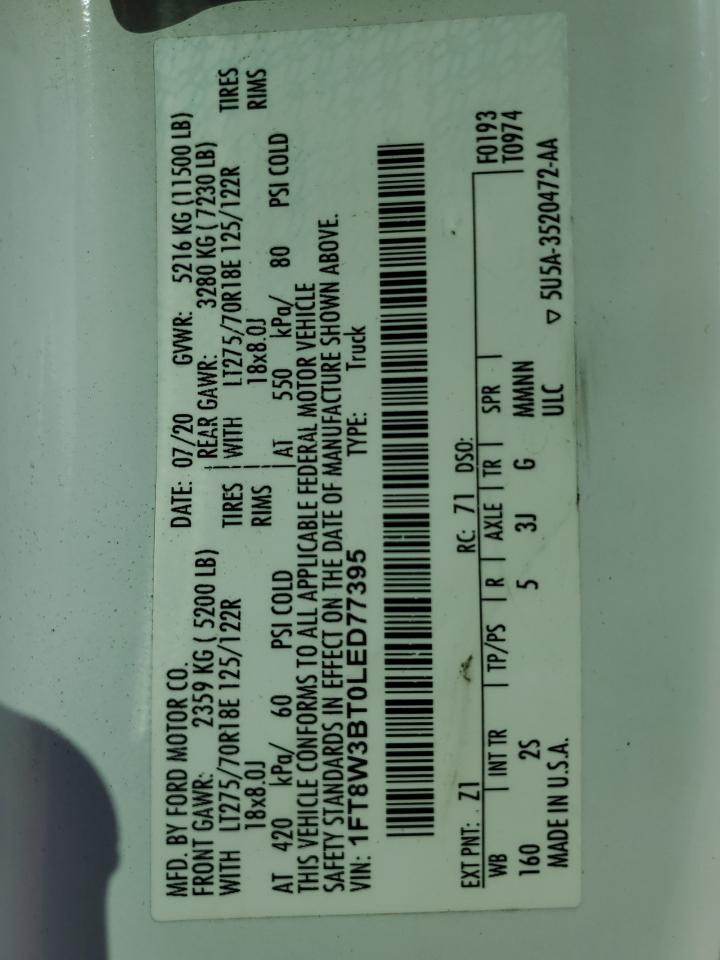 MFD. BY FORD MOTOR CO.
DATE: 07/20 GVWR: 5216 KG (11500 LB)
FRONT GAWR: 2359 KG ( 5200 LB) REAR GAWR: 3280 KG ( 7230 LB)
WITH LT275/70R18E 125/122R TIRES WITH LT275/70R18E 125/122R TIRES
18x8.0J RIMS 18x8.0J RIMS
AT 420 kPa/ 60 PSI COLD AT 550 kPa/ 80 PSI COLD
THIS VEHICLE CONFORMS TO ALL APPLICABLE FEDERAL MOTOR VEHICLE
SAFETY STANDARDS IN EFFECT ON THE DATE OF MANUFACTURE SHOWN ABOVE.
VIN: 1FT8W3BT0LED77395 TYPE: Truck
EXT PNT: Z1 RC: 71 DSO: F0193
WB INT TR TP/PS R AXLE TR SPR T0974
160 2S 5 3J G MMNN
MADE IN U.S.A. ULC ▽ 5U5A-3520472-AA